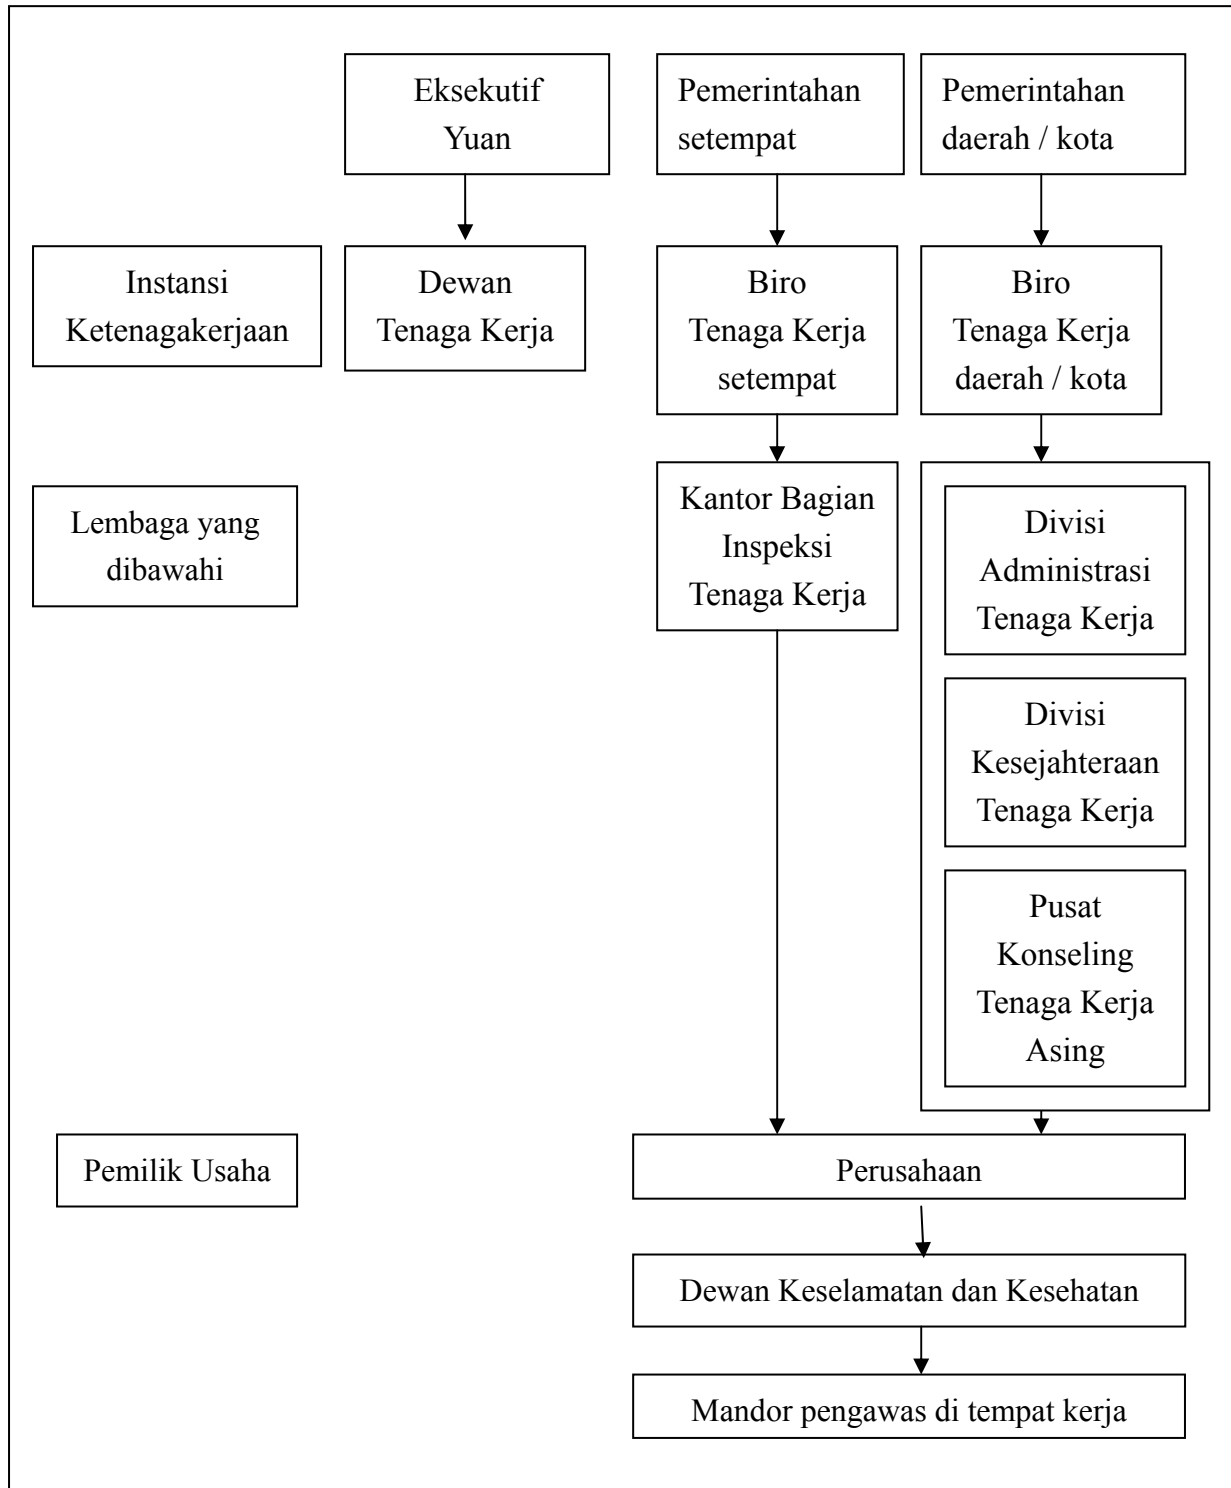 Eksekutif
Yuan
Pemerintahan
setempat
Pemerintahan
daerah / kota
Instansi
Ketenagakerjaan
Dewan
Tenaga Kerja
Biro
Tenaga Kerja
setempat
Biro
Tenaga Kerja
daerah / kota
Lembaga yang
dibawahi
Kantor Bagian
Inspeksi
Tenaga Kerja
Divisi
Administrasi
Tenaga Kerja
Divisi
Kesejahteraan
Tenaga Kerja
Pusat
Konseling
Tenaga Kerja
Asing
Pemilik Usaha
Perusahaan
Dewan Keselamatan dan Kesehatan
Mandor pengawas di tempat kerja